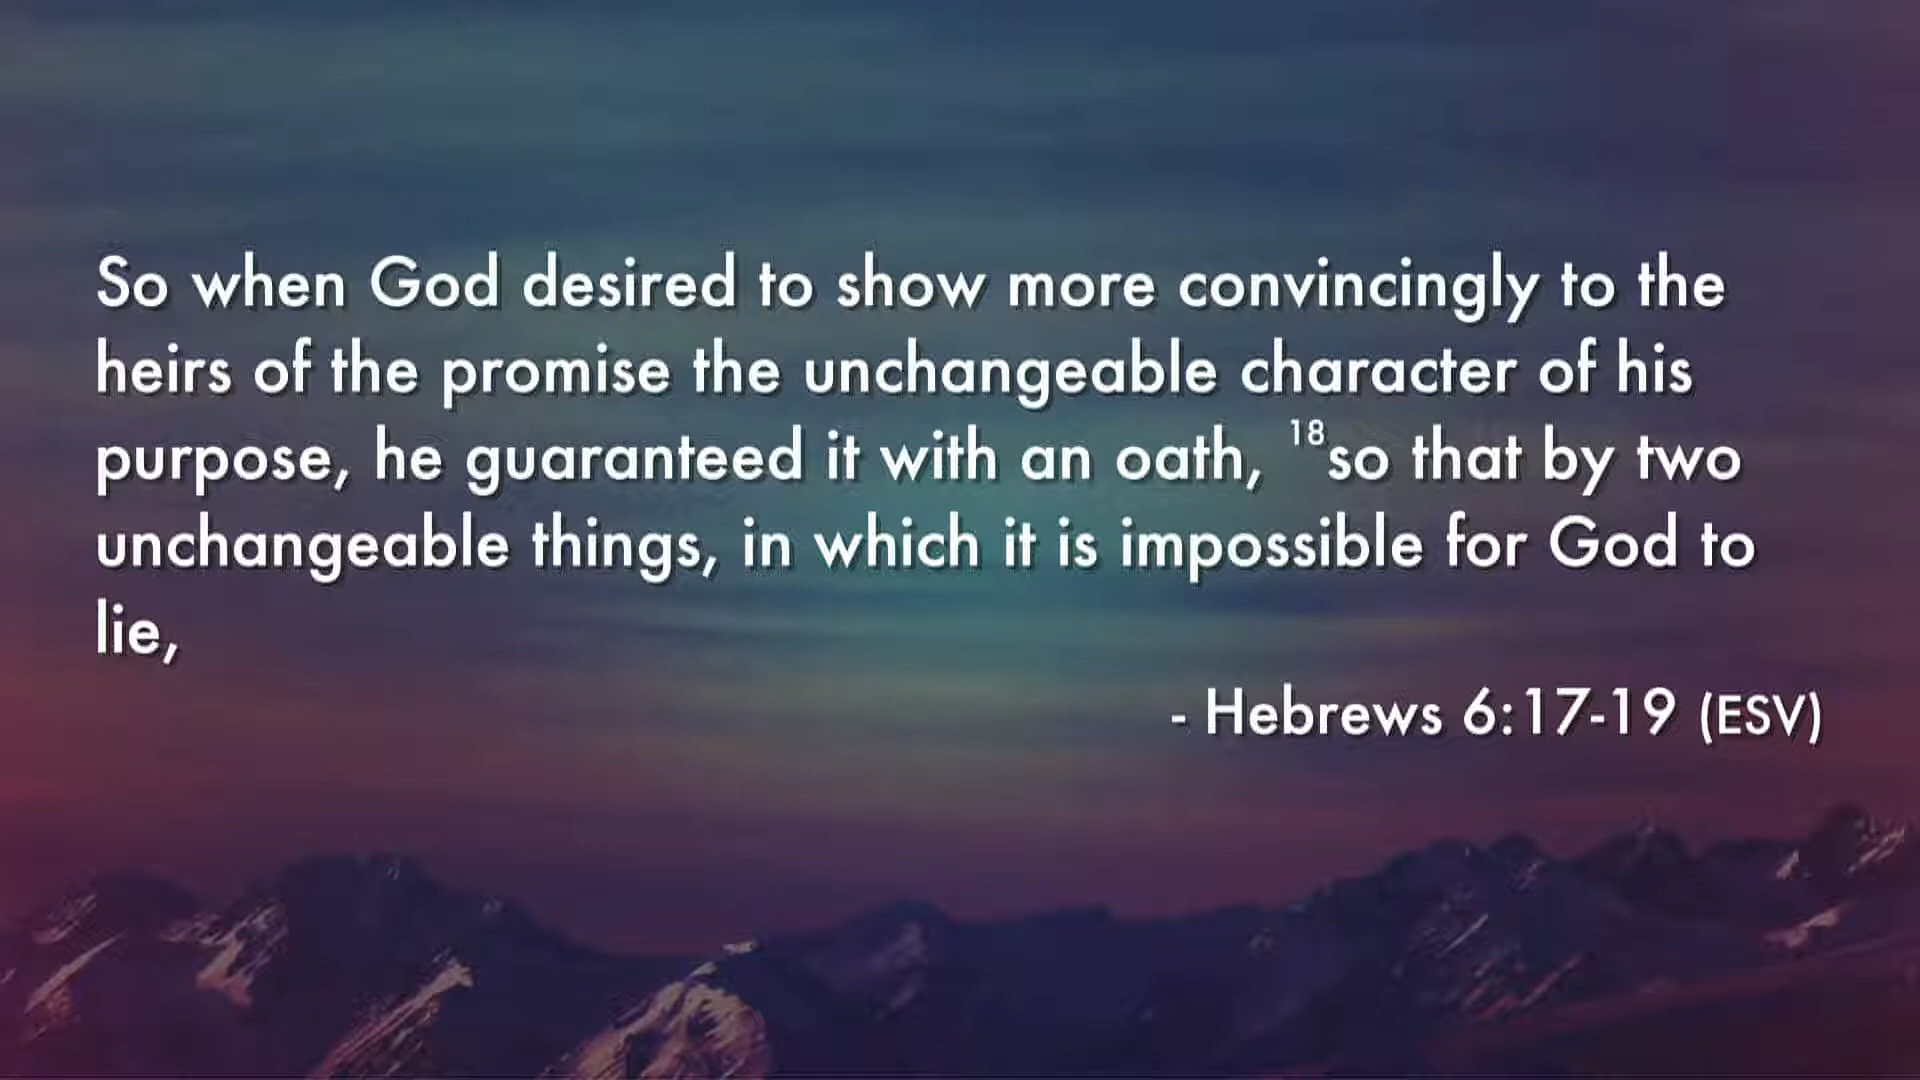 So when God desired to show more convincingly to the
heirs of the promise the unchangeable character of his
purpose, he guaranteed it with an oath, 18so that by two
unchangeable things, in which it is impossible for God to
lie,
- Hebrews 6:17-19 (ESV)